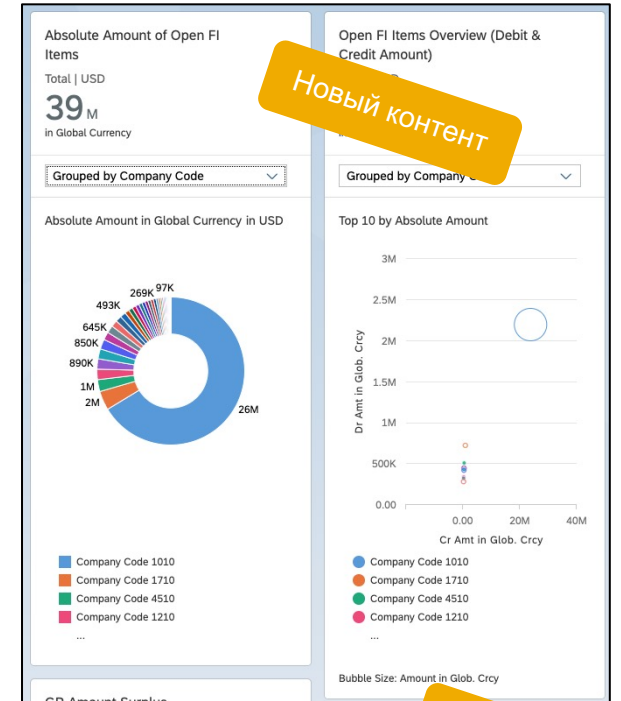 Absolute Amount of Open FI
Items
Total | USD
39 M
in Global Currency
Grouped by Company Code
Absolute Amount in Global Currency in USD
97K
269K
493K
645K
850K
890K
1M
2M
26M
Company Code 1010
Company Code 1710
Company Code 4510
Company Code 1210
...
Open FI Items Overview (Debit &
Credit Amount)
Новый контент
Grouped by Company
Top 10 by Absolute Amount
3M
2.5M
2M
1.5M
1M
500K
0.00
Dr Amt in Glob. Crcy
0.00 20M 40M
Cr Amt in Glob. Crcy
Company Code 1010
Company Code 1710
Company Code 4510
Company Code 1210
...
Bubble Size: Amount in Glob. Crcy
Amount Surplus